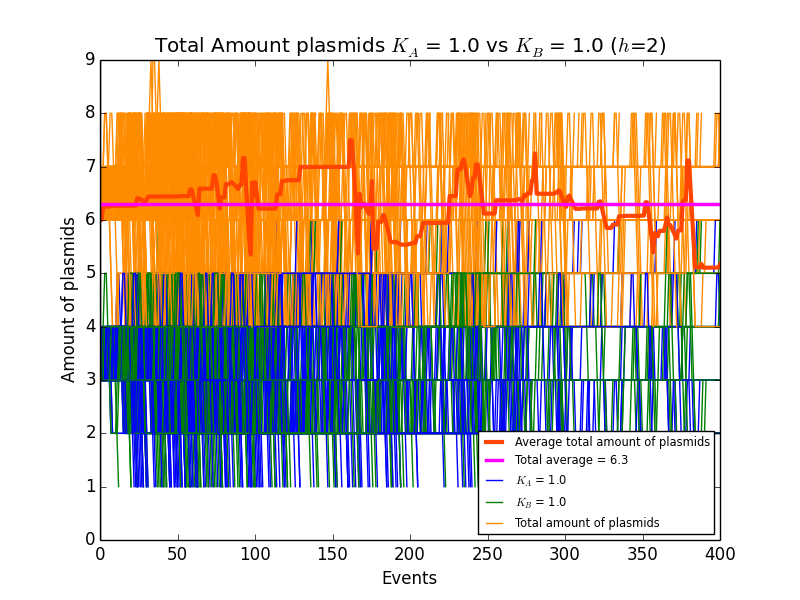 Total Amount plasmids K_A = 1.0 vs K_B = 1.0 (h=2)
9
8
7
6
5
4
3
2
1
0
Amount of plasmids
Average total amount of plasmids
Total average = 6.3
K_A = 1.0
K_B = 1.0
Total amount of plasmids
0 50 100 150 200 250 300 350 400
Events